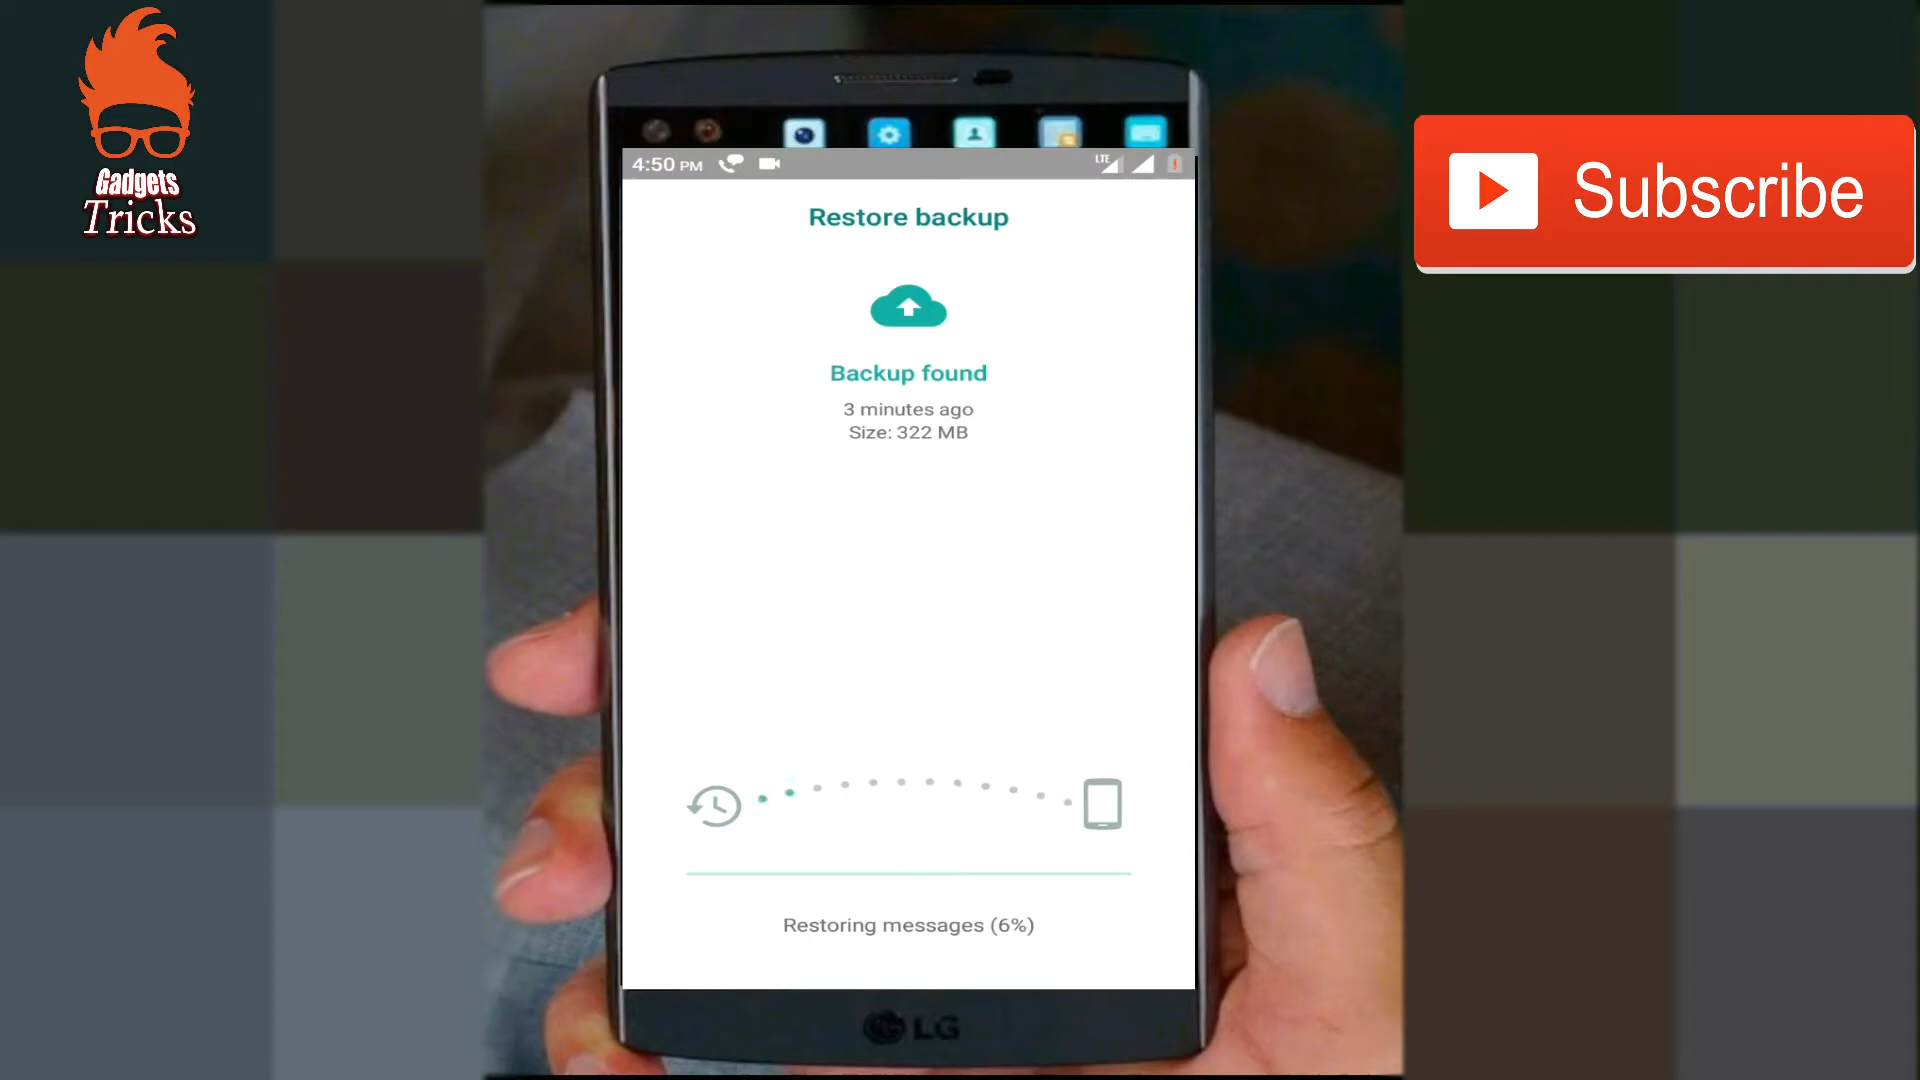 Gadgets
Tricks
4:50 PM
LTE
Restore backup
Backup found
3 minutes ago
Size: 322 MB
Restoring messages (6%)
LG
Subscribe